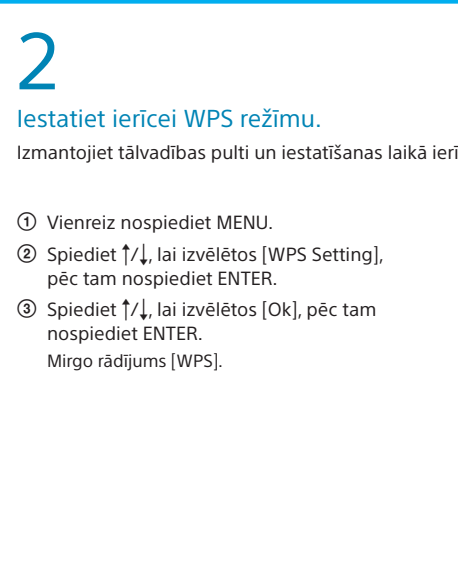 2
Iestatiet ierīcei WPS režīmu.
Izmantojiet tālvadības pulti un iestatīšanas laikā
① Vienreiz nospiediet MENU.
② Spiediet ↑/↓, lai izvēlētos [WPS Setting],
pēc tam nospiediet ENTER.
③ Spiediet ↑/↓, lai izvēlētos [Ok], pēc tam
nospiediet ENTER.
Mirgo rādījums [WPS].